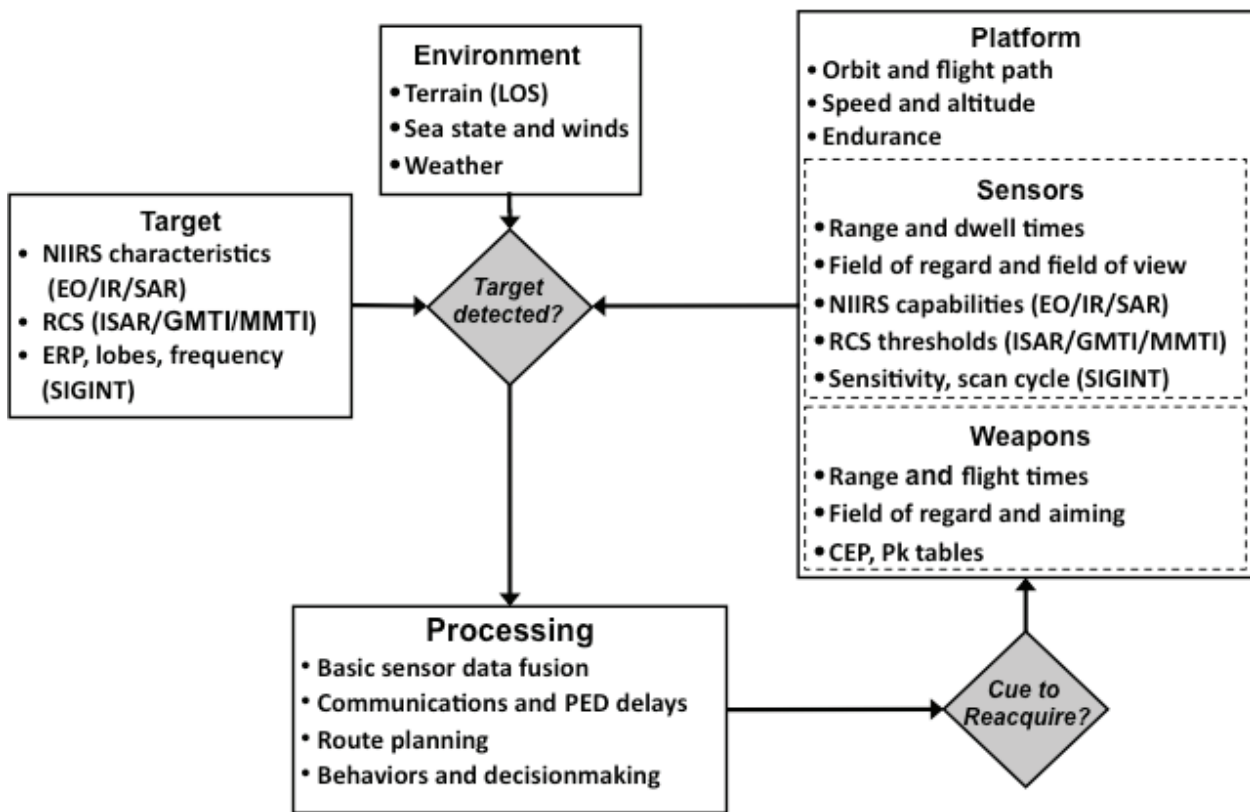 Environment
• Terrain (LOS)
• Sea state and winds
• Weather
Platform
• Orbit and flight path
• Speed and altitude
• Endurance
Sensors
• Range and dwell times
• Field of regard and field of view
• NIIRS capabilities (EO/IR/SAR)
• RCS thresholds (ISAR/GMTI/MMTI)
• Sensitivity, scan cycle (SIGINT)
Weapons
• Range and flight times
• Field of regard and aiming
• CEP, Pk tables
Target
• NIIRS characteristics
(EO/IR/SAR)
• RCS (ISAR/GMTI/MMTI)
• ERP, lobes, frequency
(SIGINT)
Target
detected?
Processing
• Basic sensor data fusion
• Communications and PED delays
• Route planning
• Behaviors and decisionmaking
Cue to
Reacquire?